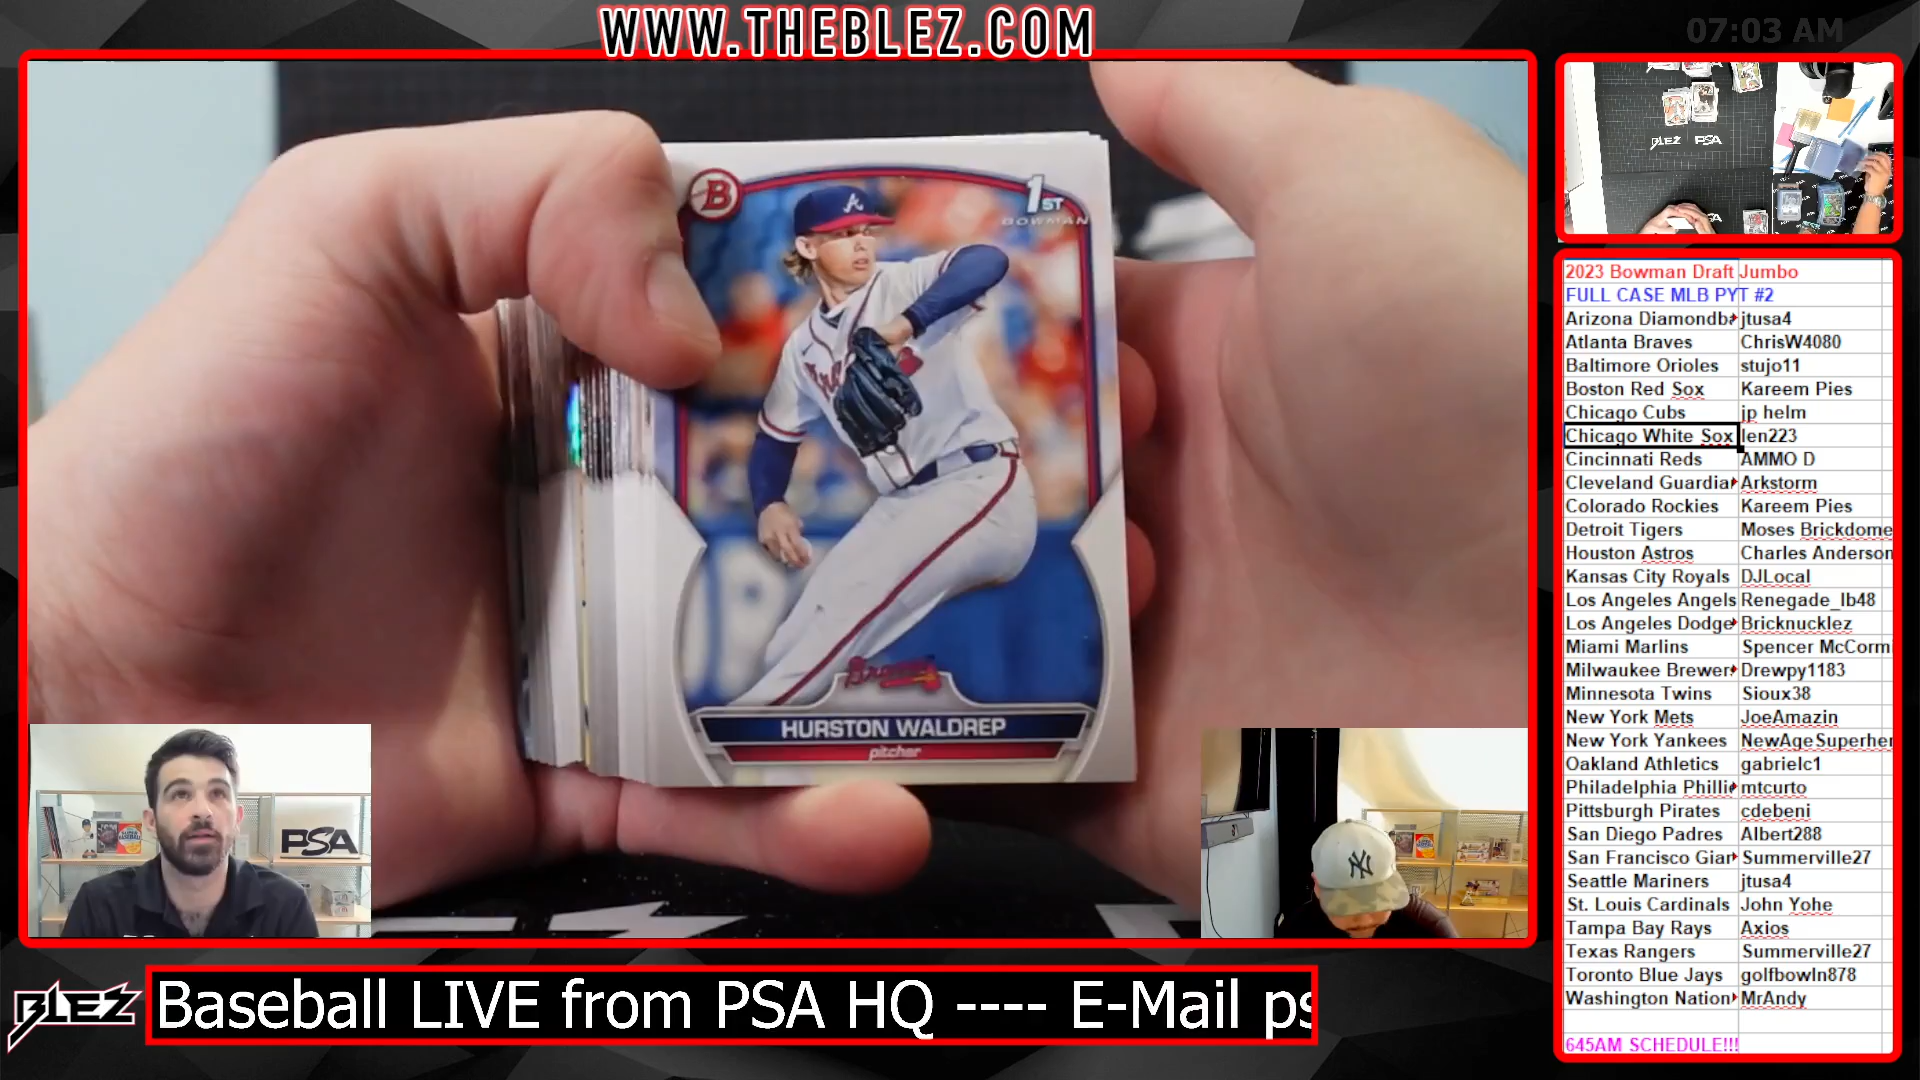 WWW.THEBLEZ.COM
07:03 AM
B
1ST
BOWMAN
A
Braves
HURSTON WALDREP
pitcher
PSA
NY
BLEZ PSA
2023 Bowman Draft Jumbo
FULL CASE MLB PYT #2
Arizona Diamondba jtusa4
Atlanta Braves ChrisW4080
Baltimore Orioles stujo11
Boston Red Sox Kareem Pies
Chicago Cubs jp helm
Chicago White Sox len223
Cincinnati Reds AMMO D
Cleveland Guardia Arkstorm
Colorado Rockies Kareem Pies
Detroit Tigers Moses Brickdome
Houston Astros Charles Anderson
Kansas City Royals DJLocal
Los Angeles Angels Renegade_lb48
Los Angeles Dodge Bricknucklez
Miami Marlins Spencer McCormi
Milwaukee Brewer Drewpy1183
Minnesota Twins Sioux38
New York Mets JoeAmazin
New York Yankees NewAgeSuperher
Oakland Athletics gabrielc1
Philadelphia Phillie mtcurto
Pittsburgh Pirates cdebeni
San Diego Padres Albert288
San Francisco Gian Summerville27
Seattle Mariners jtusa4
St. Louis Cardinals John Yohe
Tampa Bay Rays Axios
Texas Rangers Summerville27
Toronto Blue Jays golfbowln878
Washington Nation MrAndy
645AM SCHEDULE!!!
BLEZ
Baseball LIVE from PSA HQ ---- E-Mail ps